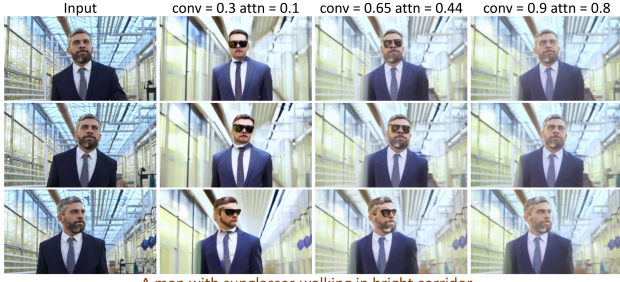 Input
conv = 0.3 attn = 0.1
conv = 0.65 attn = 0.44
conv = 0.9 attn = 0.8
A man with sunglasses walking in bright corridor